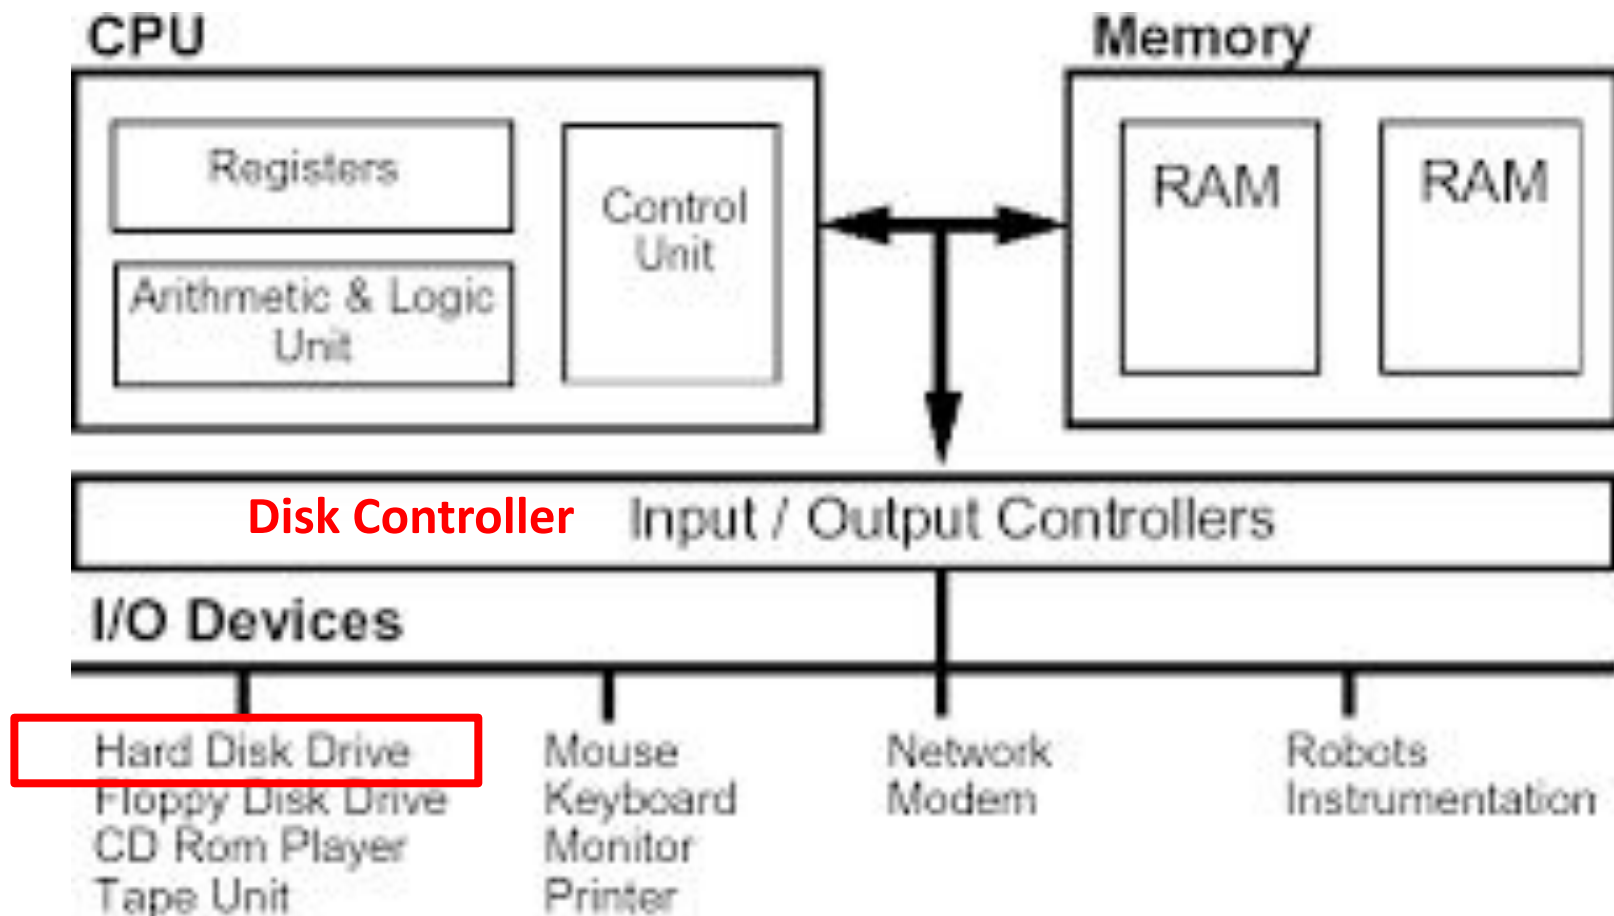 CPU
Memory
Registers
Control
Unit
Arithmetic & Logic
Unit
RAM
RAM
Disk Controller Input / Output Controllers
I/O Devices
Hard Disk Drive
Floppy Disk Drive
CD Rom Player
Tape Unit
Mouse
Keyboard
Monitor
Printer
Network
Modem
Robots
Instrumentation